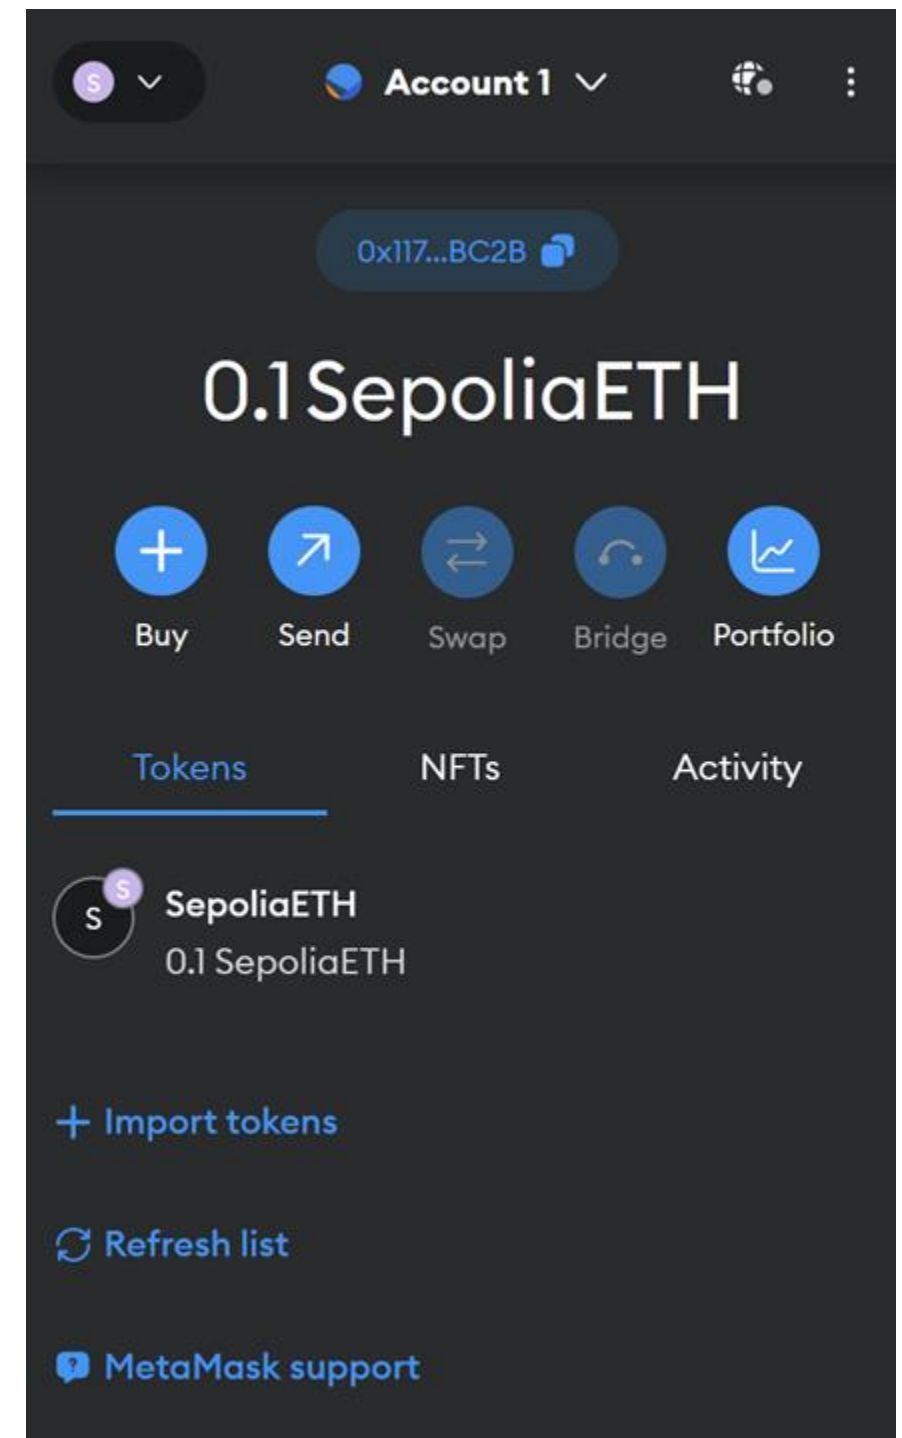 S Account 1
0x117...BC2B
0.1 SepoliaETH
Buy Send Swap Bridge Portfolio
Tokens NFTs Activity
S S SepoliaETH
0.1 SepoliaETH
+ Import tokens
Refresh list
? MetaMask support